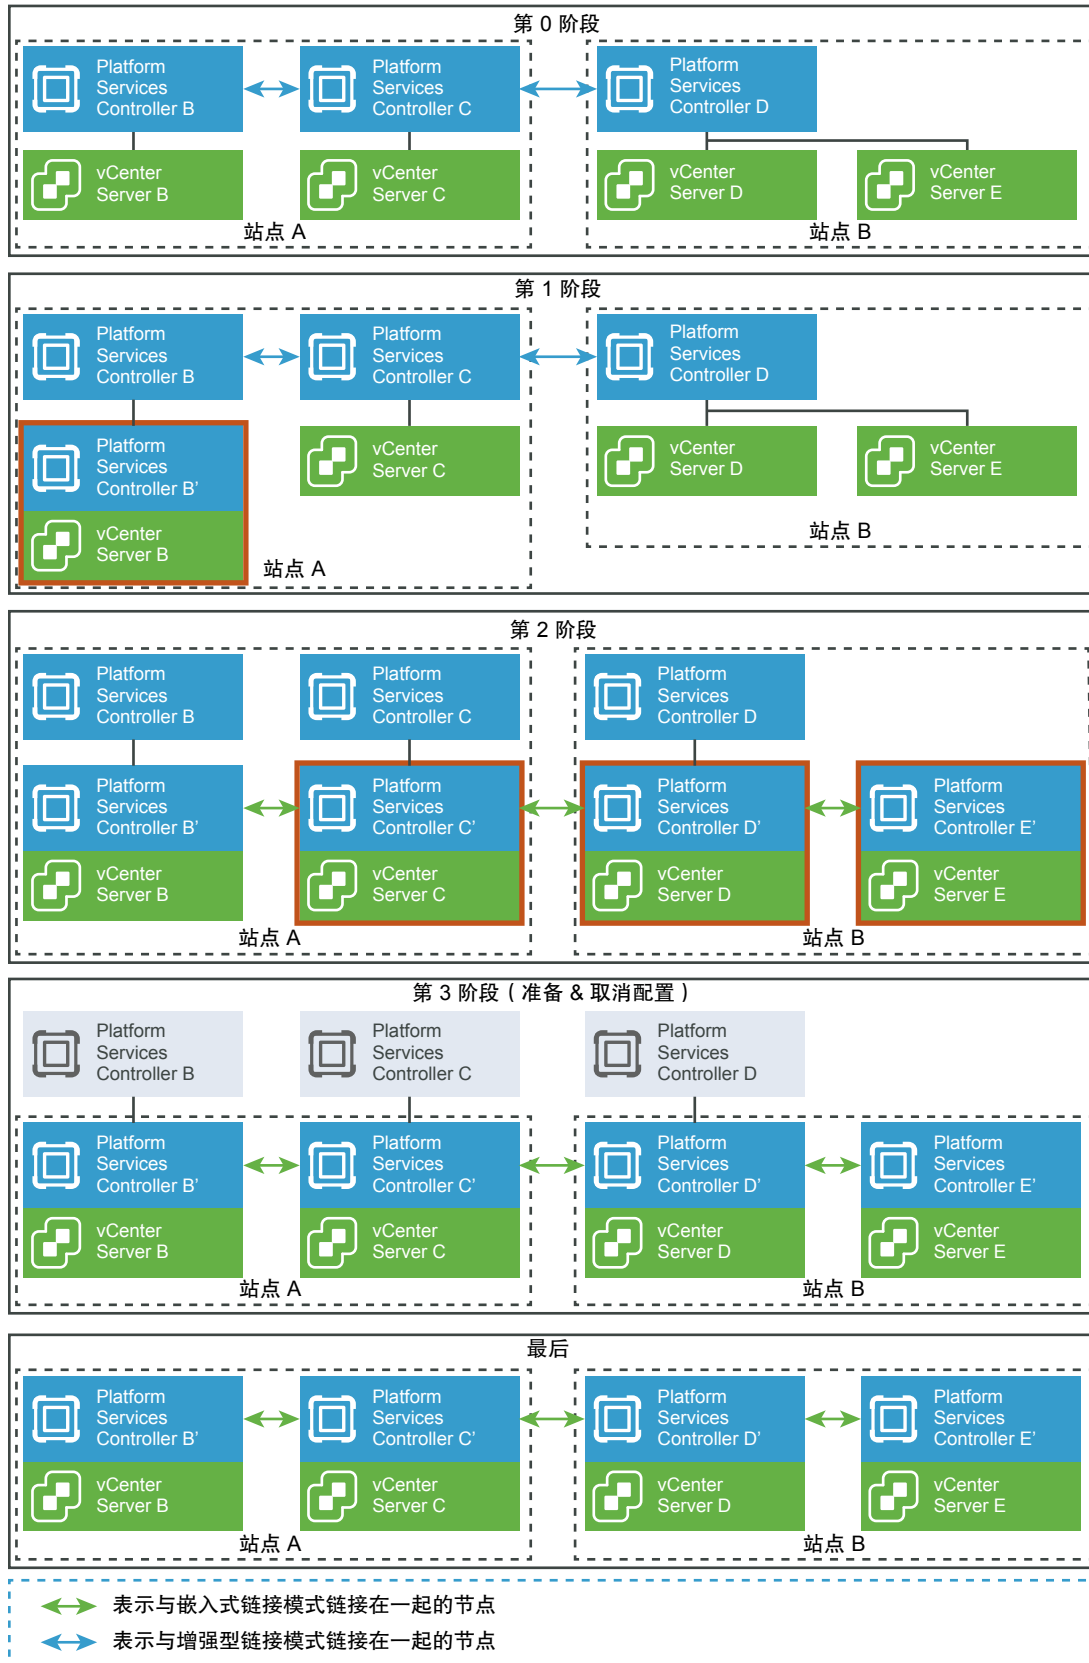 第 0 阶段
Platform
Services
Controller B
Platform
Services
Controller C
Platform
Services
Controller D
vCenter
Server B
vCenter
Server C
vCenter
Server D
vCenter
Server E
站点 A
站点 B
第 1 阶段
Platform
Services
Controller B
Platform
Services
Controller C
Platform
Services
Controller D
Platform
Services
Controller B’
vCenter
Server B
vCenter
Server C
vCenter
Server D
vCenter
Server E
站点 A
站点 B
第 2 阶段
Platform
Services
Controller B
Platform
Services
Controller C
Platform
Services
Controller D
Platform
Services
Controller B’
Platform
Services
Controller C’
Platform
Services
Controller D’
Platform
Services
Controller E’
vCenter
Server B
vCenter
Server C
vCenter
Server D
vCenter
Server E
站点 A
站点 B
第 3 阶段（准备 & 取消配置）
Platform
Services
Controller B
Platform
Services
Controller C
Platform
Services
Controller D
Platform
Services
Controller B’
Platform
Services
Controller C’
Platform
Services
Controller D’
Platform
Services
Controller E’
vCenter
Server B
vCenter
Server C
vCenter
Server D
vCenter
Server E
站点 A
站点 B
最后
Platform
Services
Controller B’
Platform
Services
Controller C’
Platform
Services
Controller D’
Platform
Services
Controller E’
vCenter
Server B
vCenter
Server C
vCenter
Server D
vCenter
Server E
站点 A
站点 B
表示与嵌入式链接模式链接在一起的节点
表示与增强型链接模式链接在一起的节点